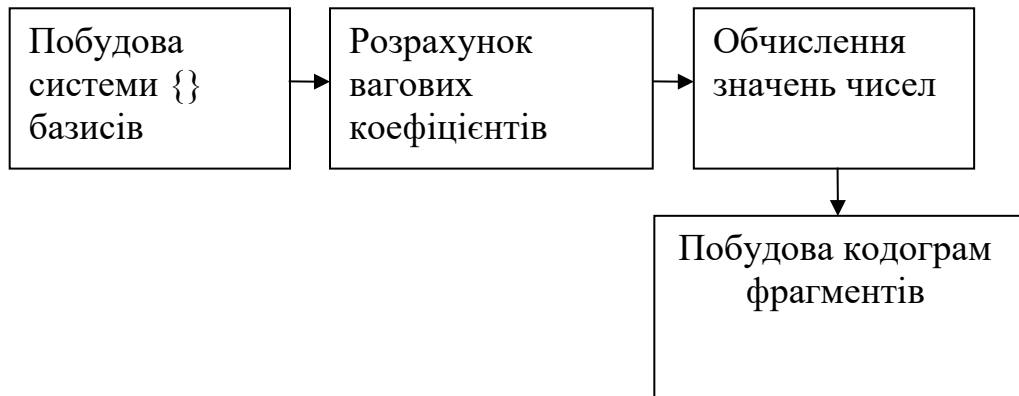 Побудова
системи {}
базисів
Розрахунок
вагових
коефіцієнтів
Обчислення
значень чисел
Побудова кодограм
фрагментів